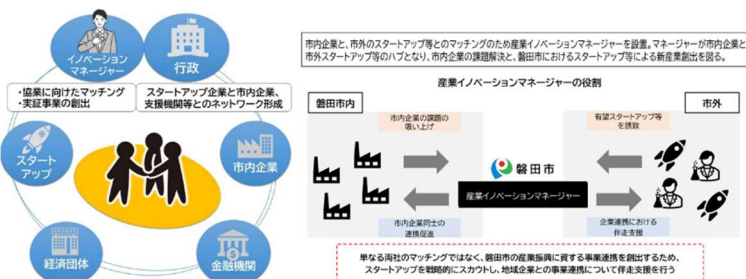 イノベーション
マネージャー
行政
・協業に向けたマッチング
・実証事業の創出
スタートアップ企業と市内企業、
支援機関等とのネットワーク形成
スタート
アップ
市内企業
経済団体
金融機関
市内企業と、市外のスタートアップ等とのマッチングのため産業イノベーションマネージャーを設置。マネージャーが市内企業と
市外スタートアップ等のハブとなり、市内企業の課題解決と、磐田市におけるスタートアップ等による新産業創出を図る。
産業イノベーションマネージャーの役割
磐田市内
市外
市内企業の課題の
吸い上げ
有望スタートアップ等
を誘致
磐田市
産業イノベーションマネージャー
市内企業同士の
連携促進
企業連携における
伴走支援
単なる両社のマッチングではなく、磐田市の産業振興に資する事業連携を創出するため、
スタートアップを戦略的にスカウトし、地域企業との事業連携について伴走支援を行う